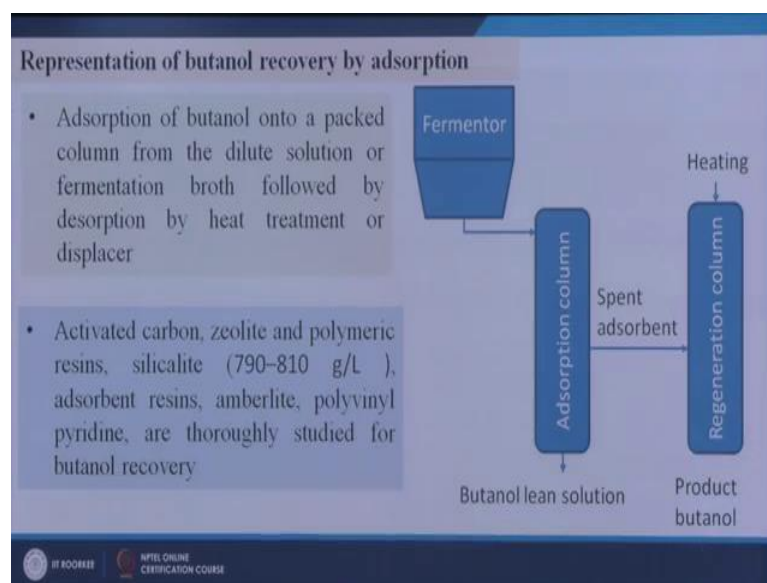 Representation of butanol recovery by adsorption
• Adsorption of butanol onto a packed
column from the dilute solution or
fermentation broth followed by
desorption by heat treatment or
displacer
• Activated carbon, zeolite and polymeric
resins, silicalite (790–810 g/L ),
adsorbent resins, amberlite, polyvinyl
pyridine, are thoroughly studied for
butanol recovery
Fermentor
Heating
Adsorption column
Spent
adsorbent
Regeneration column
Butanol lean solution
Product
butanol
IIT ROORKEE
NPTEL ONLINE
CERTIFICATION COURSE